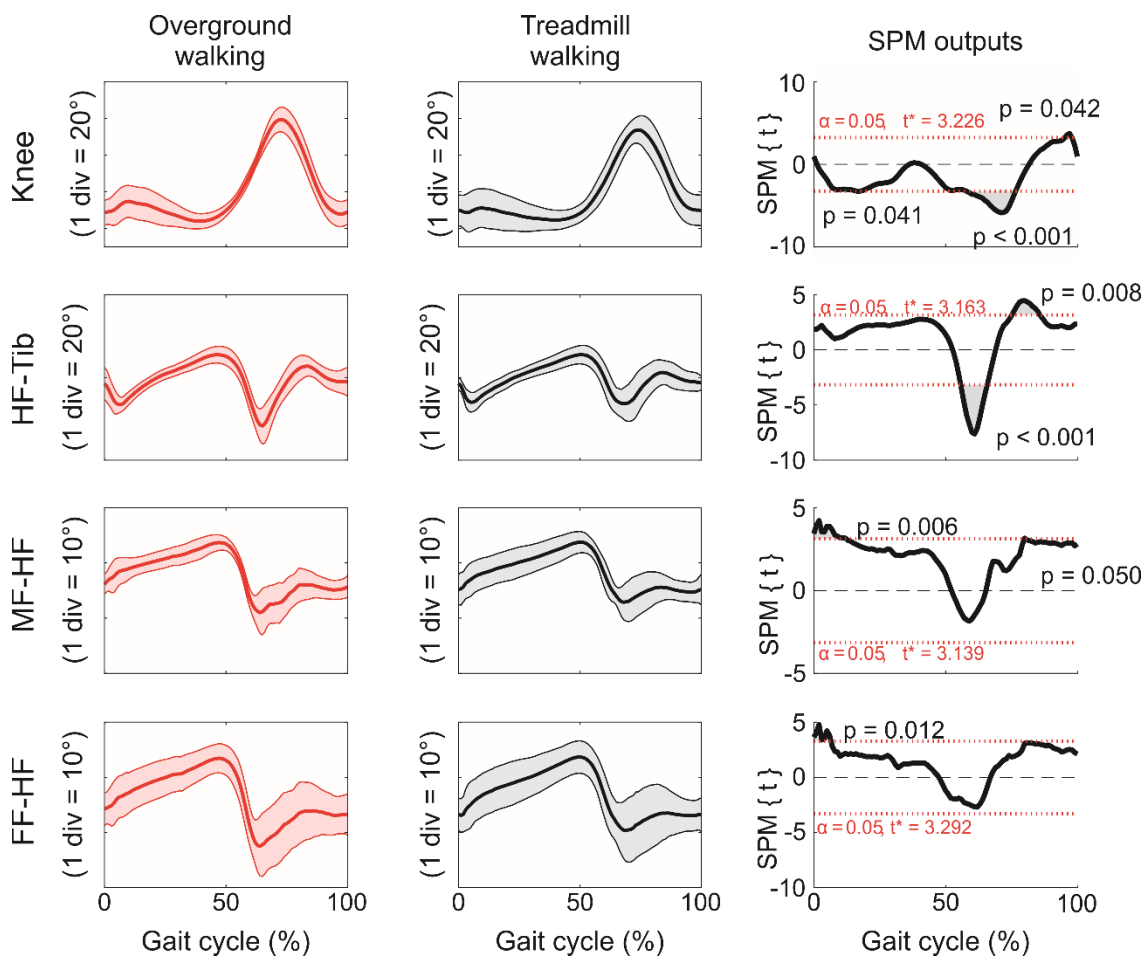 Overground
walking
Treadmill
walking
SPM outputs
Knee
(1 div = 20°)
(1 div = 20°)
SPM { t }
10
0
-10
α = 0.05, t* = 3.226
p = 0.042
p = 0.041
p < 0.001
0
50
100
0
50
100
HF-Tib
(1 div = 20°)
(1 div = 20°)
SPM { t }
5
0
-5
-10
α = 0.05, t* = 3.163
p = 0.008
p < 0.001
MF-HF
(1 div = 10°)
(1 div = 10°)
SPM { t }
5
0
-5
p = 0.006
p = 0.050
α = 0.05, t* = 3.139
FF-HF
(1 div = 10°)
(1 div = 10°)
SPM { t }
5
0
-5
-10
p = 0.012
α = 0.05, t* = 3.292
0
50
100
Gait cycle (%)
Gait cycle (%)
Gait cycle (%)